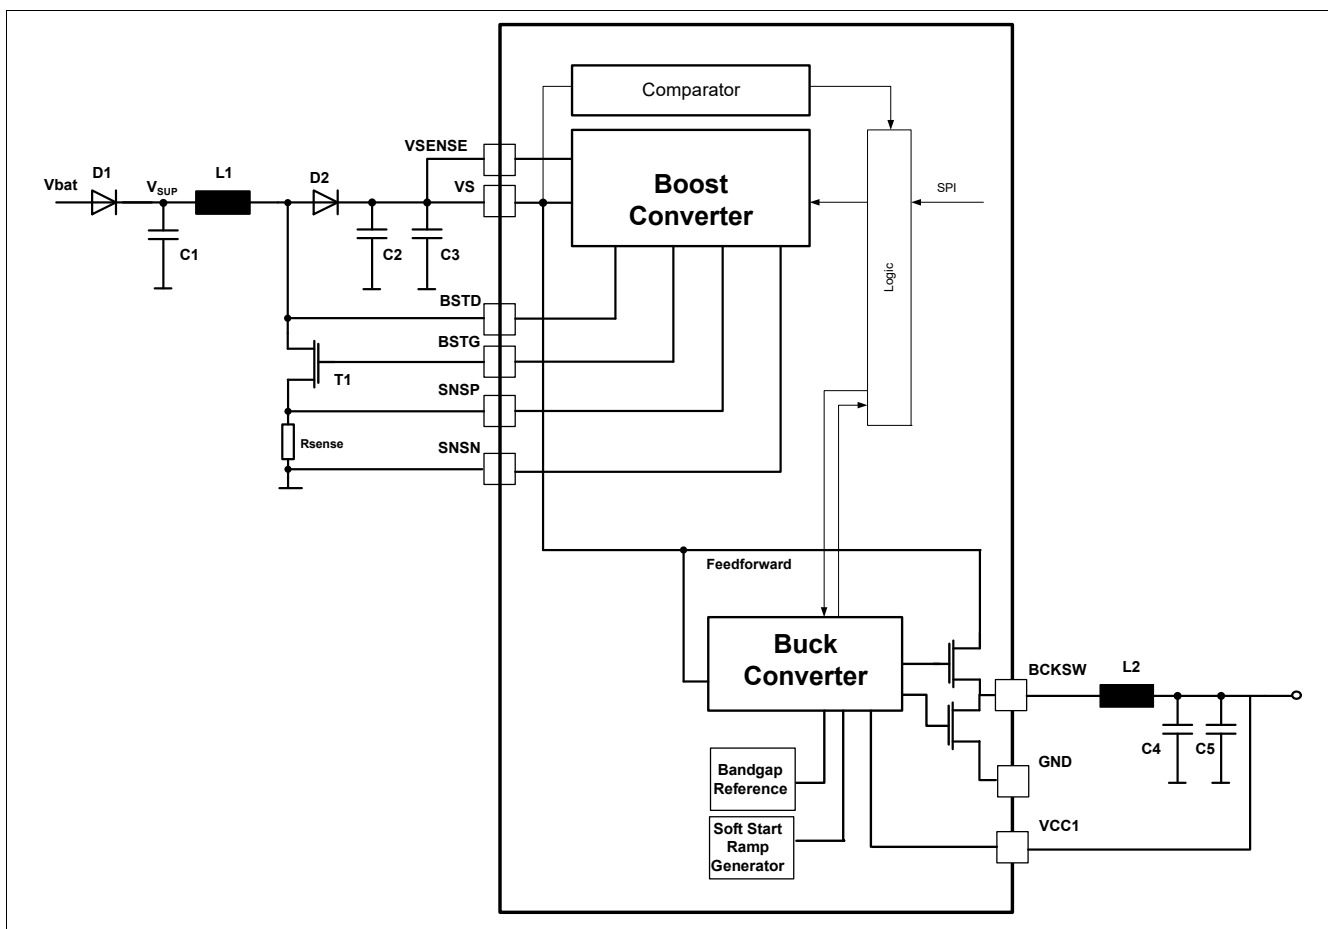 Comparator
VSENSE
D1
L1
D2
Vbat
VSUP
VS
Boost
Converter
SPI
C1
C2
C3
Logic
BSTD
BSTG
T1
SNSP
Rsense
SNSN
Feedforward
Buck
Converter
BCKSW
L2
C4
C5
GND
Bandgap
Reference
VCC1
Soft Start
Ramp
Generator